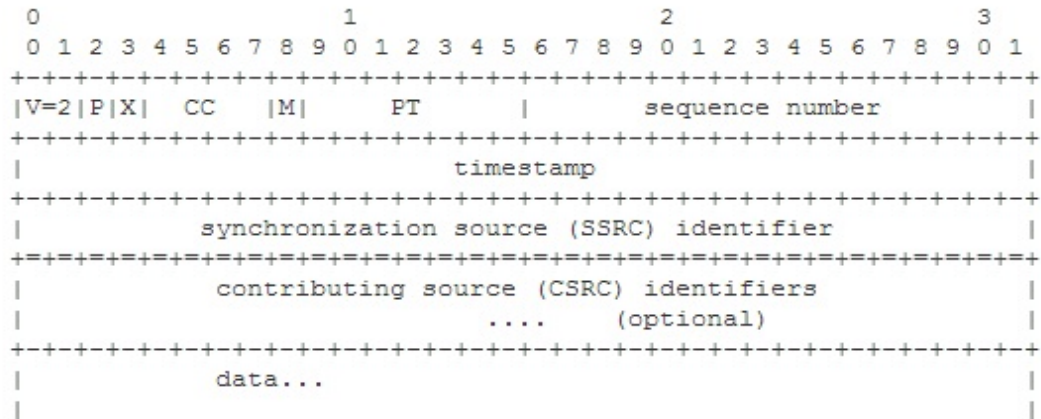 0                   1                   2                   3
 0 1 2 3 4 5 6 7 8 9 0 1 2 3 4 5 6 7 8 9 0 1 2 3 4 5 6 7 8 9 0 1
+-+-+-+-+-+-+-+-+-+-+-+-+-+-+-+-+-+-+-+-+-+-+-+-+-+-+-+-+-+-+-+-+
|V=2|P|X|  CC   |M|     PT      |       sequence number         |
+-+-+-+-+-+-+-+-+-+-+-+-+-+-+-+-+-+-+-+-+-+-+-+-+-+-+-+-+-+-+-+-+
|                           timestamp                           |
+-+-+-+-+-+-+-+-+-+-+-+-+-+-+-+-+-+-+-+-+-+-+-+-+-+-+-+-+-+-+-+-+
|           synchronization source (SSRC) identifier            |
+=+=+=+=+=+=+=+=+=+=+=+=+=+=+=+=+=+=+=+=+=+=+=+=+=+=+=+=+=+=+=+=+
|            contributing source (CSRC) identifiers             |
|                             ....    (optional)                |
+-+-+-+-+-+-+-+-+-+-+-+-+-+-+-+-+-+-+-+-+-+-+-+-+-+-+-+-+-+-+-+-+
|            data...                                            |
|                                                               |